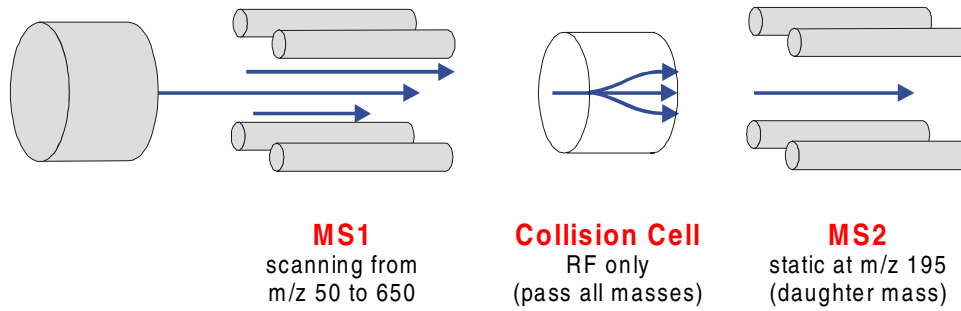 MS1
scanning from
m/z 50 to 650
Collision Cell
RF only
(pass all masses)
MS2
static at m/z 195
(daughter mass)